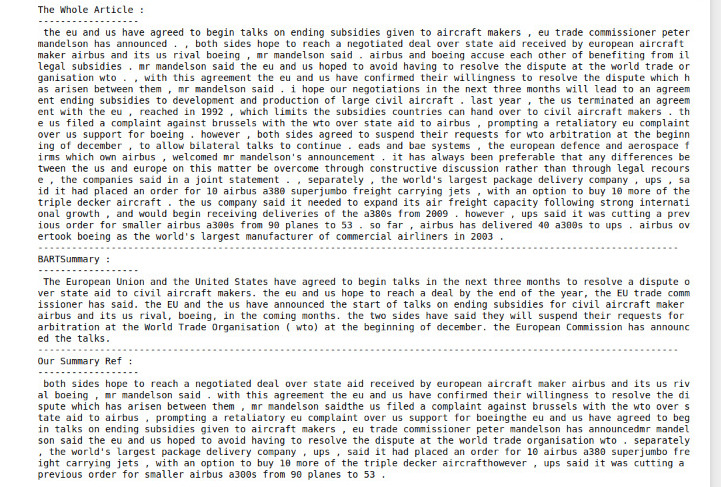 The Whole Article :
------------------
the eu and us have agreed to begin talks on ending subsidies given to aircraft makers , eu trade commissioner peter
mandelson has announced . , both sides hope to reach a negotiated deal over state aid received by european aircraft
maker airbus and its us rival boeing , mr mandelson said . airbus and boeing accuse each other of benefiting from il
legal subsidies . mr mandelson said the eu and us hoped to avoid having to resolve the dispute at the world trade or
ganisation wto . , with this agreement the eu and us have confirmed their willingness to resolve the dispute which h
as arisen between them , mr mandelson said . i hope our negotiations in the next three months will lead to an agreem
ent ending subsidies to development and production of large civil aircraft . last year , the us terminated an agreem
ent with the eu , reached in 1992 , which limits the subsidies countries can hand over to civil aircraft makers . th
e us filed a complaint against brussels with the wto over state aid to airbus , prompting a retaliatory eu complaint
over us support for boeing . however , both sides agreed to suspend their requests for wto arbitration at the beginn
ing of december , to allow bilateral talks to continue . eads and bae systems , the european defence and aerospace f
irms which own airbus , welcomed mr mandelson's announcement . it has always been preferable that any differences be
tween the us and europe on this matter be overcome through constructive discussion rather than through legal recours
e , the companies said in a joint statement . , separately , the world's largest package delivery company , ups , sa
id it had placed an order for 10 airbus a380 superjumbo freight carrying jets , with an option to buy 10 more of the
triple decker aircraft . the us company said it needed to expand its air freight capacity following strong internati
onal growth , and would begin receiving deliveries of the a380s from 2009 . however , ups said it was cutting a prev
ious order for smaller airbus a300s from 90 planes to 53 . so far , airbus has delivered 40 a300s to ups . airbus ov
ertook boeing as the world's largest manufacturer of commercial airliners in 2003 .
------------------------------------------------------------------------------------------
BARTSummary :
------------------
The European Union and the United States have agreed to begin talks in the next three months to resolve a dispute o
ver state aid to civil aircraft makers. the eu and us hope to reach a deal by the end of the year, the EU trade comm
issioner has said. the EU and the us have announced the start of talks on ending subsidies for civil aircraft maker
airbus and its us rival, boeing, in the coming months. the two sides have said they will suspend their requests for
arbitration at the World Trade Organisation ( wto) at the beginning of december. the European Commission has announc
ed the talks.
------------------------------------------------------------------------------------------
Our Summary Ref :
------------------
both sides hope to reach a negotiated deal over state aid received by european aircraft maker airbus and its us riv
al boeing , mr mandelson said . with this agreement the eu and us have confirmed their willingness to resolve the di
spute which has arisen between them , mr mandelson saidthe us filed a complaint against brussels with the wto over s
tate aid to airbus , prompting a retaliatory eu complaint over us support for boeingthe eu and us have agreed to beg
in talks on ending subsidies given to aircraft makers , eu trade commissioner peter mandelson has announcedmr mandel
son said the eu and us hoped to avoid having to resolve the dispute at the world trade organisation wto . separately
, the world's largest package delivery company , ups , said it had placed an order for 10 airbus a380 superjumbo fre
ight carrying jets , with an option to buy 10 more of the triple decker aircrafthowever , ups said it was cutting a
previous order for smaller airbus a300s from 90 planes to 53 .